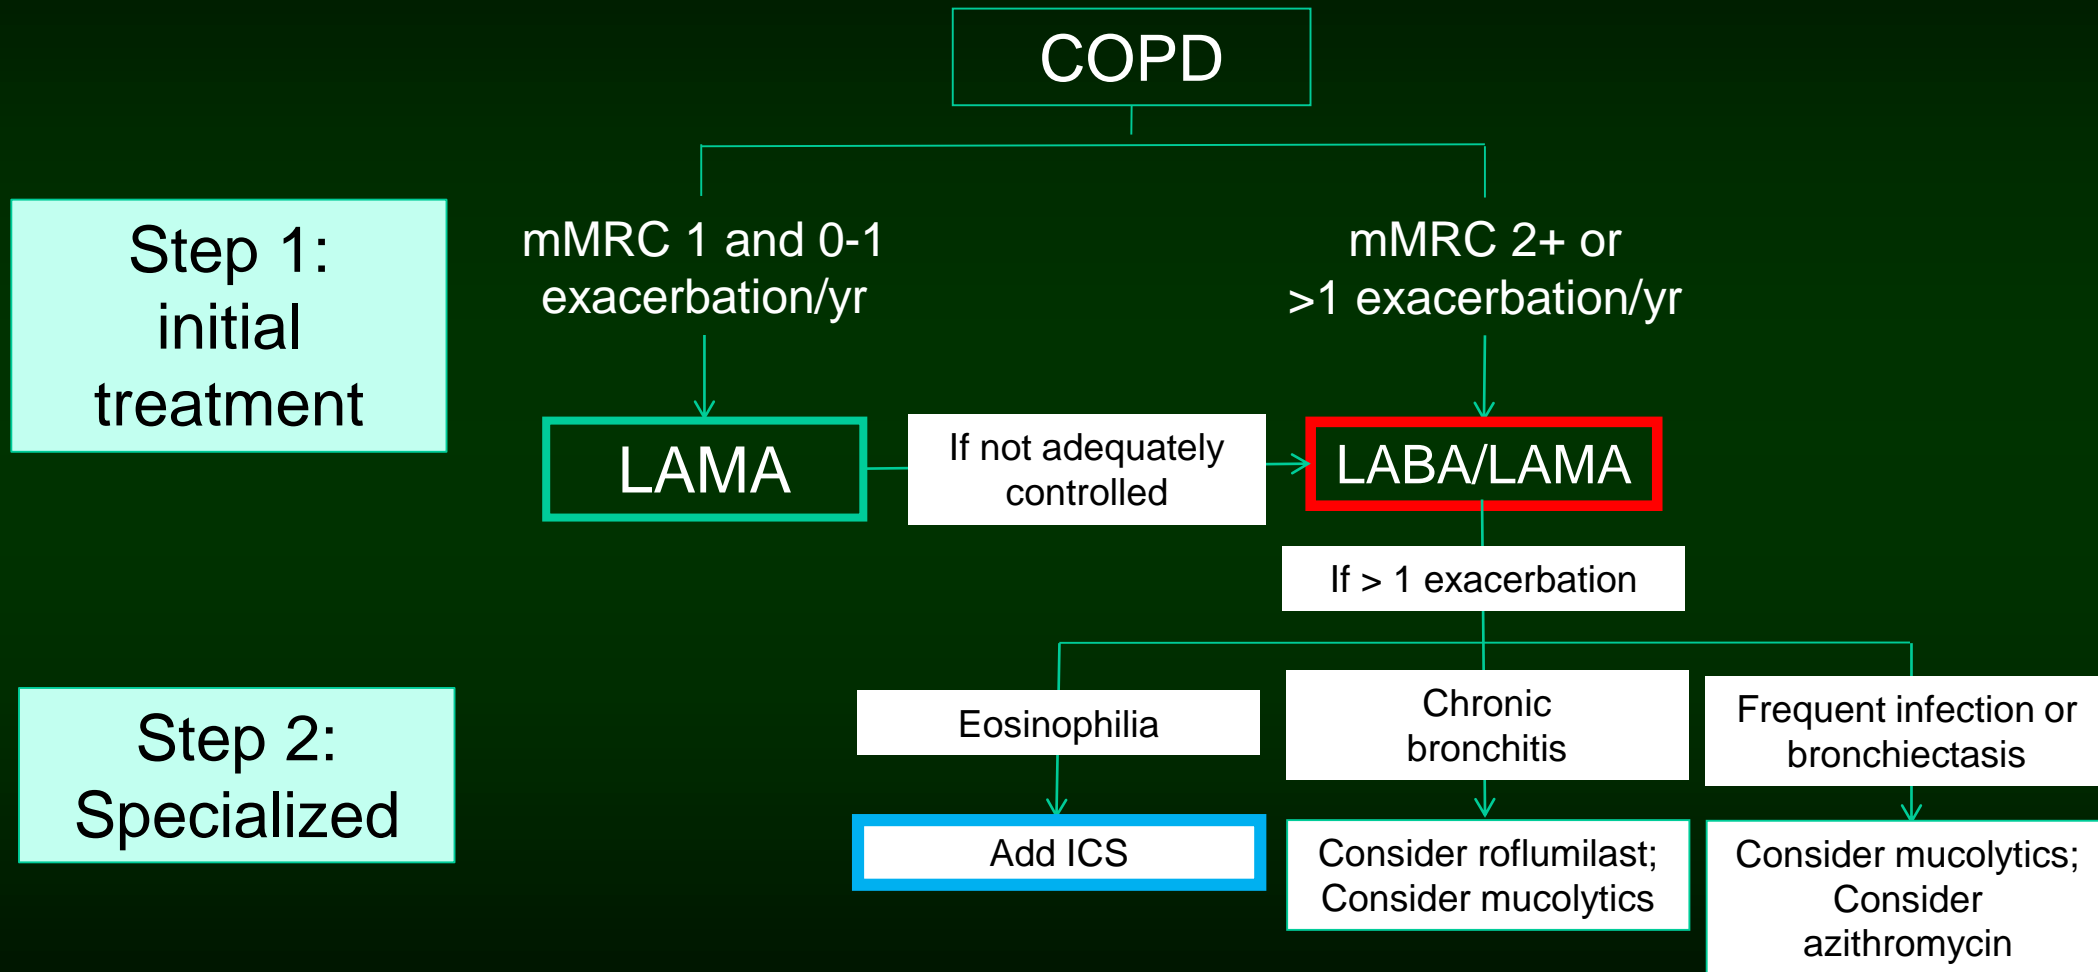 COPD
Step 1:
initial
treatment
mMRC 1 and 0-1
exacerbation/yr
mMRC 2+ or
>1 exacerbation/yr
LAMA
If not adequately
controlled
LABA/LAMA
If > 1 exacerbation
Step 2:
Specialized
Eosinophilia
Chronic
bronchitis
Frequent infection or
bronchiectasis
Add ICS
Consider roflumilast;
Consider mucolytics
Consider mucolytics;
Consider
azithromycin